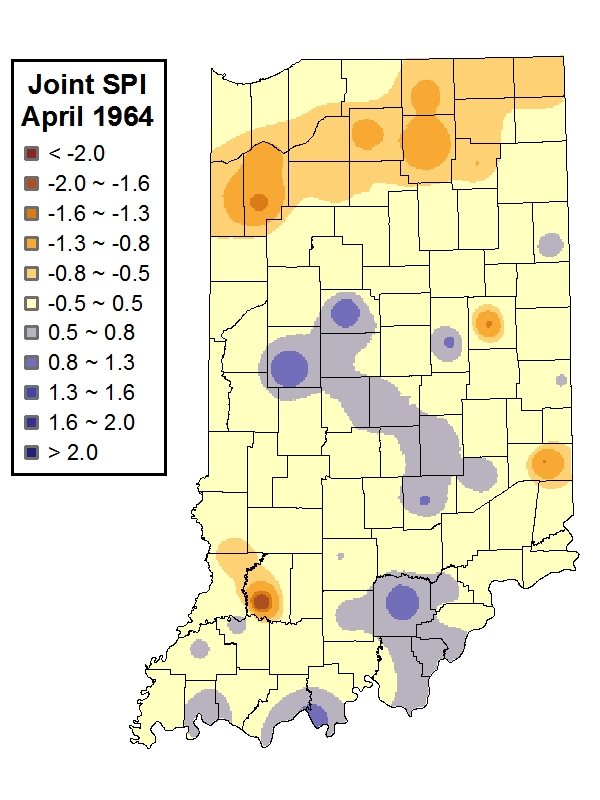 Joint SPI
April 1964
< -2.0
-2.0 ~ -1.6
-1.6 ~ -1.3
-1.3 ~ -0.8
-0.8 ~ -0.5
-0.5 ~ 0.5
0.5 ~ 0.8
0.8 ~ 1.3
1.3 ~ 1.6
1.6 ~ 2.0
> 2.0